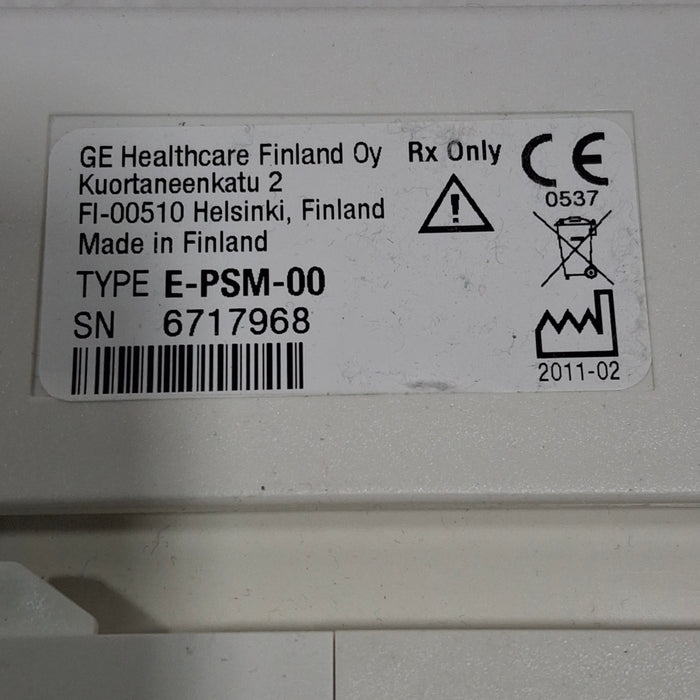 GE Healthcare Finland Oy
Kuortaneenkatu 2
FI-00510 Helsinki, Finland
Made in Finland
TYPE E-PSM-00
SN 6717968
Rx Only
!
CE
0537
2011-02